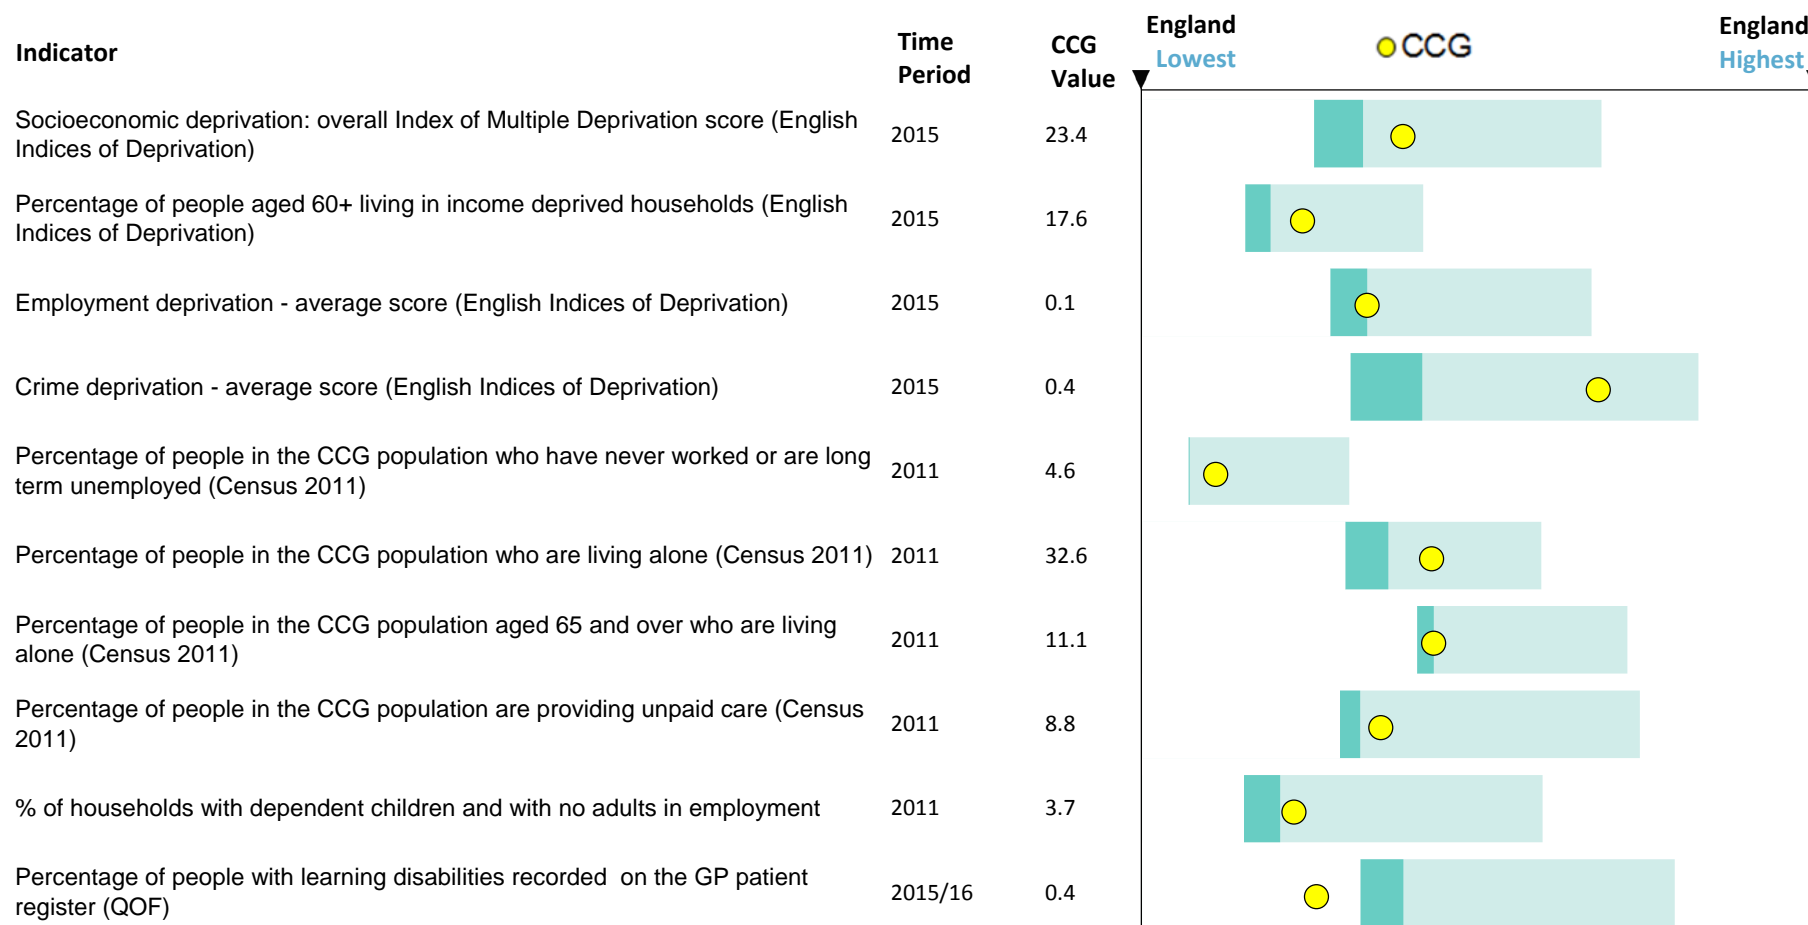 Indicator
Time
Period
CCG
Value
England
Lowest
CCG
England
Highest
Socioeconomic deprivation: overall Index of Multiple Deprivation score (English
Indices of Deprivation)
2015
23.4
Percentage of people aged 60+ living in income deprived households (English
Indices of Deprivation)
2015
17.6
Employment deprivation - average score (English Indices of Deprivation)
2015
0.1
Crime deprivation - average score (English Indices of Deprivation)
2015
0.4
Percentage of people in the CCG population who have never worked or are long
term unemployed (Census 2011)
2011
4.6
Percentage of people in the CCG population who are living alone (Census 2011)
2011
32.6
Percentage of people in the CCG population aged 65 and over who are living
alone (Census 2011)
2011
11.1
Percentage of people in the CCG population are providing unpaid care (Census
2011)
2011
8.8
% of households with dependent children and with no adults in employment
2011
3.7
Percentage of people with learning disabilities recorded  on the GP patient
register (QOF)
2015/16
0.4